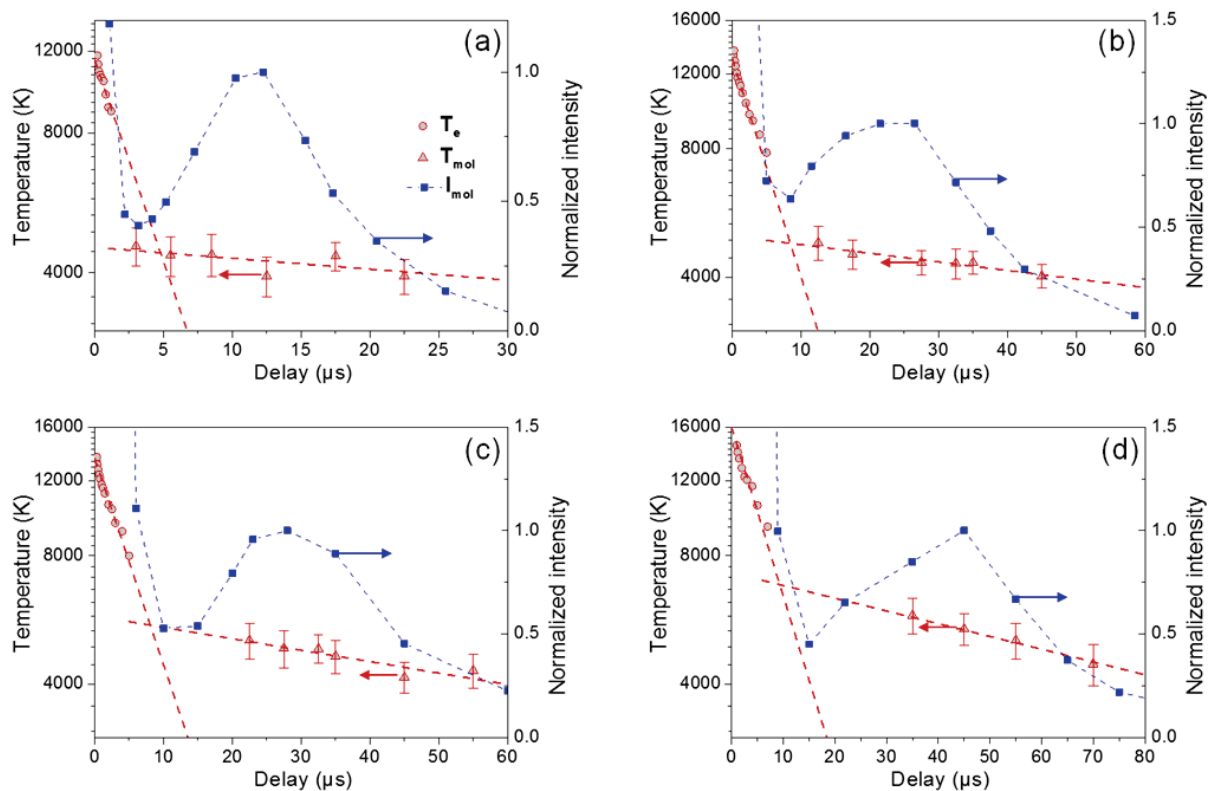 (a)
Temperature (K)
12000
8000
4000
1.0
0.5
0.0
Normalized intensity
T_e
T_mol
I_mol
0 5 10 15 20 25 30
Delay (µs)
(b)
Temperature (K)
16000
12000
8000
4000
1.5
1.0
0.5
0.0
Normalized intensity
0 10 20 30 40 50 60
Delay (µs)
(c)
Temperature (K)
16000
12000
8000
4000
1.5
1.0
0.5
0.0
Normalized intensity
0 10 20 30 40 50 60
Delay (µs)
(d)
Temperature (K)
16000
12000
8000
4000
1.5
1.0
0.5
0.0
Normalized intensity
0 10 20 30 40 50 60 70 80
Delay (µs)